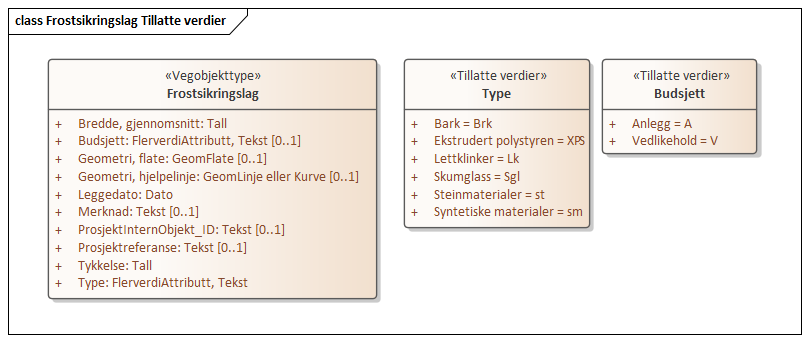 class Frostsikringslag Tillatte verdier
«Vegobjekttype»
Frostsikringslag
+ Bredde, gjennomsnitt: Tall
+ Budsjett: FlerverdiAttributt, Tekst [0..1]
+ Geometri, flate: GeomFlate [0..1]
+ Geometri, hjelpelinje: GeomLinje eller Kurve [0..1]
+ Leggedato: Dato
+ Merknad: Tekst [0..1]
+ ProsjektInternObjekt_ID: Tekst [0..1]
+ Prosjektreferanse: Tekst [0..1]
+ Tykkelse: Tall
+ Type: FlerverdiAttributt, Tekst
«Tillatte verdier»
Type
+ Bark = Brk
+ Ekstrudert polystyren = XPS
+ Lettklinker = Lk
+ Skumglass = Sgl
+ Steinmaterialer = st
+ Syntetiske materialer = sm
«Tillatte verdier»
Budsjett
+ Anlegg = A
+ Vedlikehold = V